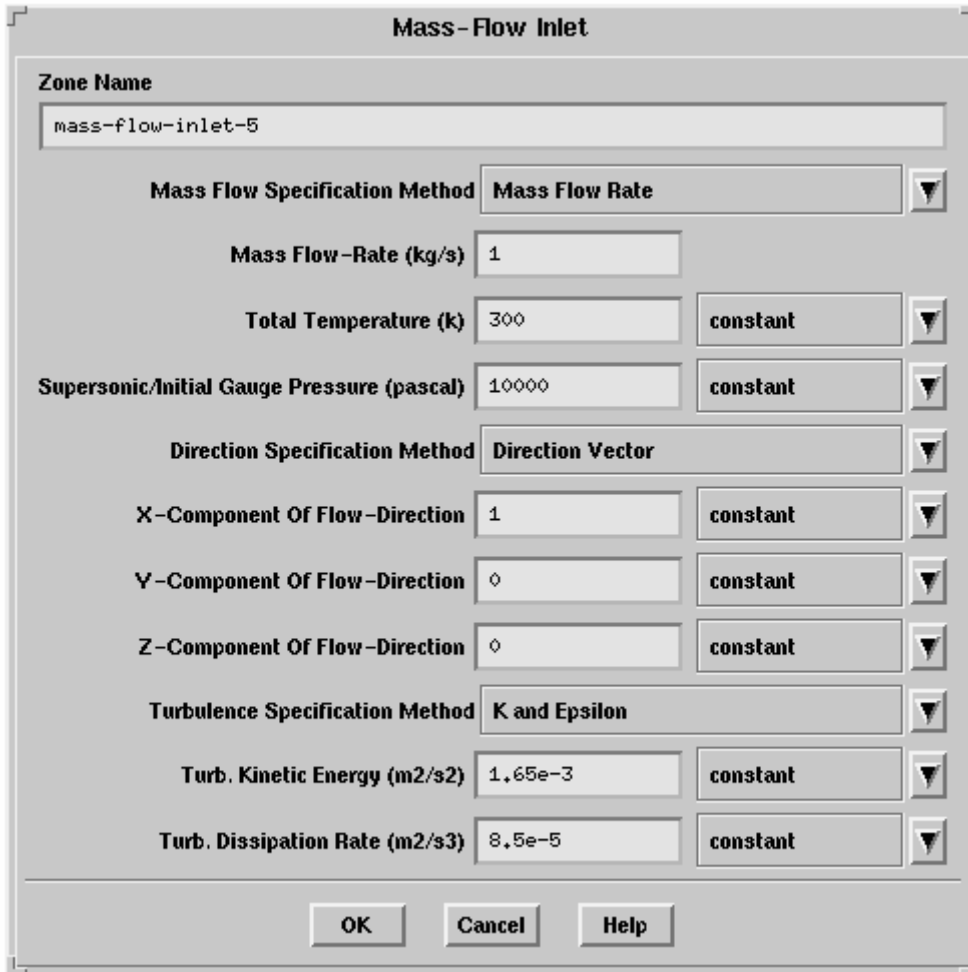 Mass-Flow Inlet
Zone Name
mass-flow-inlet-5
Mass Flow Specification Method Mass Flow Rate
Mass Flow-Rate (kg/s) 1
Total Temperature (k) 300 constant
Supersonic/Initial Gauge Pressure (pascal) 10000 constant
Direction Specification Method Direction Vector
X-Component Of Flow-Direction 1 constant
Y-Component Of Flow-Direction 0 constant
Z-Component Of Flow-Direction 0 constant
Turbulence Specification Method K and Epsilon
Turb. Kinetic Energy (m2/s2) 1.65e-3 constant
Turb. Dissipation Rate (m2/s3) 8.5e-5 constant
OK Cancel Help